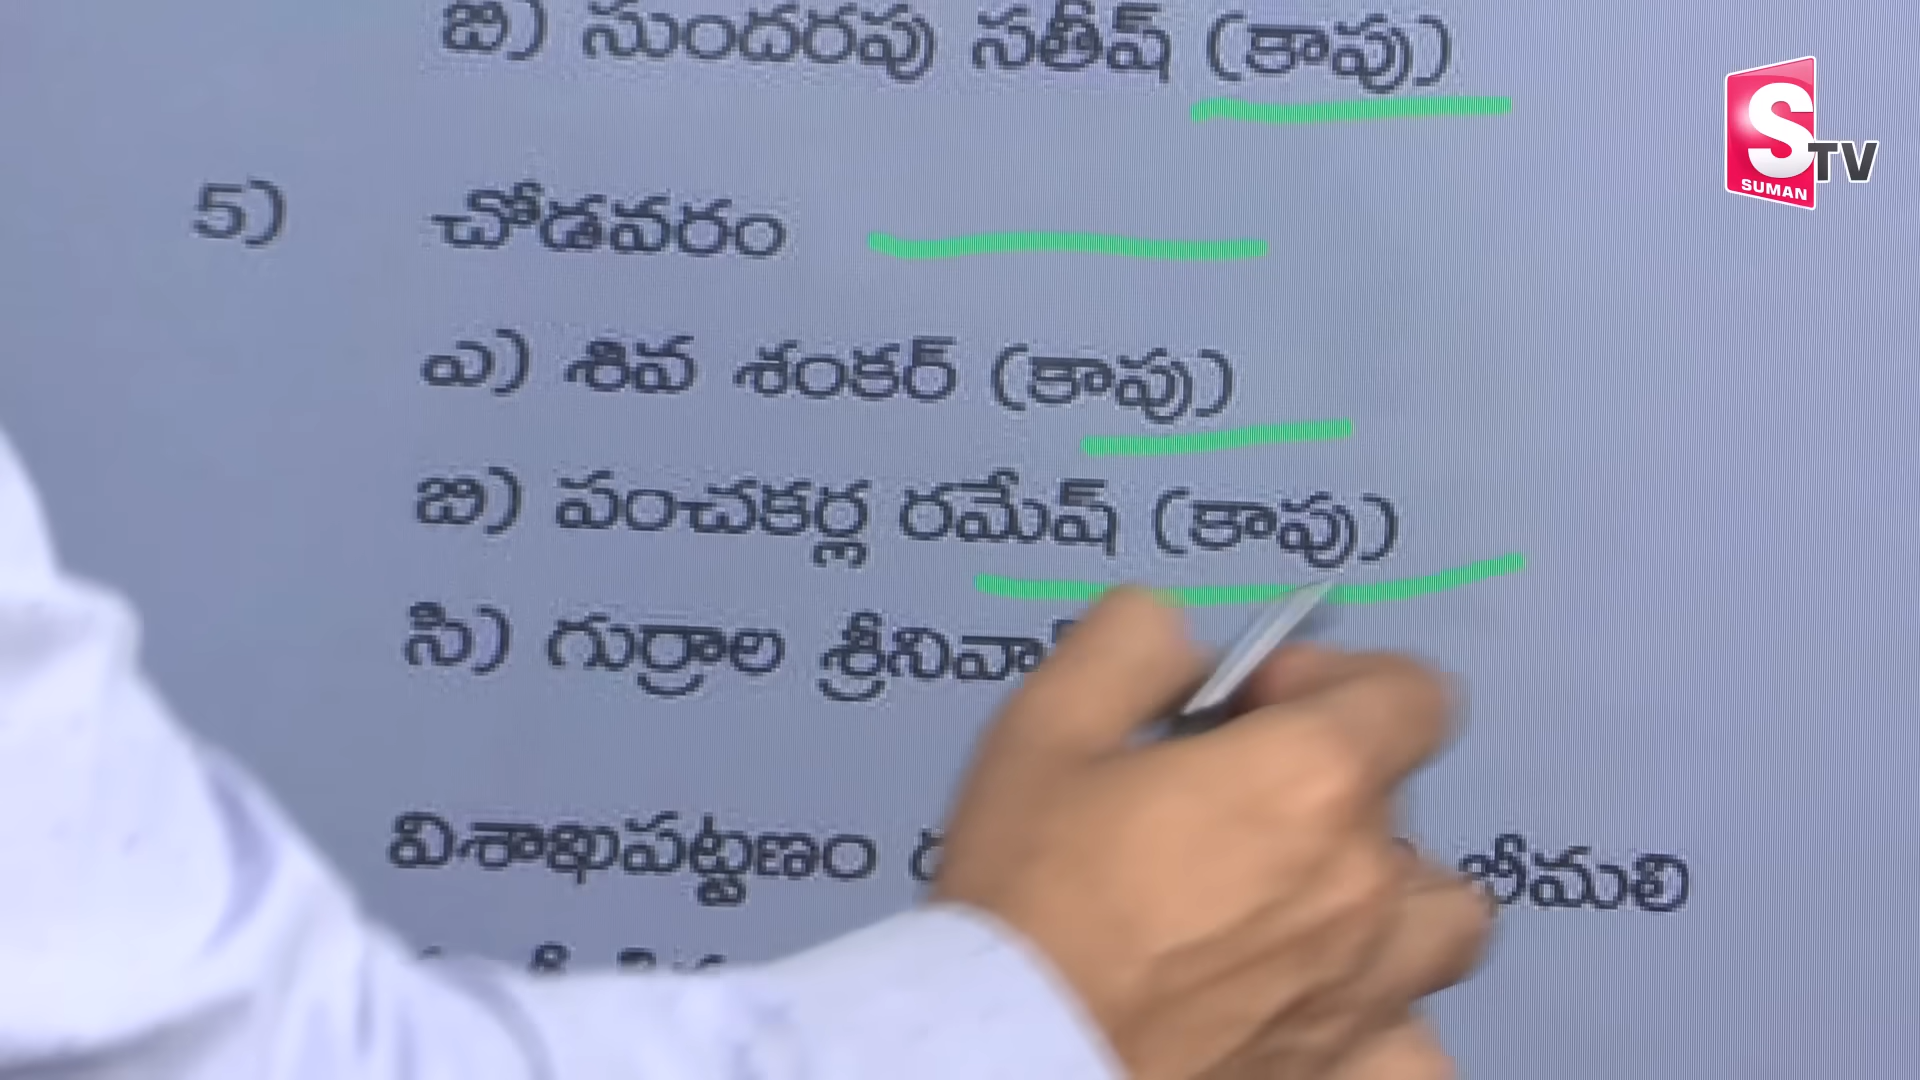 బి) సుందరపు సతీష్ (కాపు)
S
TV
SUMAN
5) చోడవరం
ఎ) శివ శంకర్ (కాపు)
బి) పంచకర్ల రమేష్ (కాపు)
సి) గుర్రాల
విశాఖపట్టణం భీమిలి